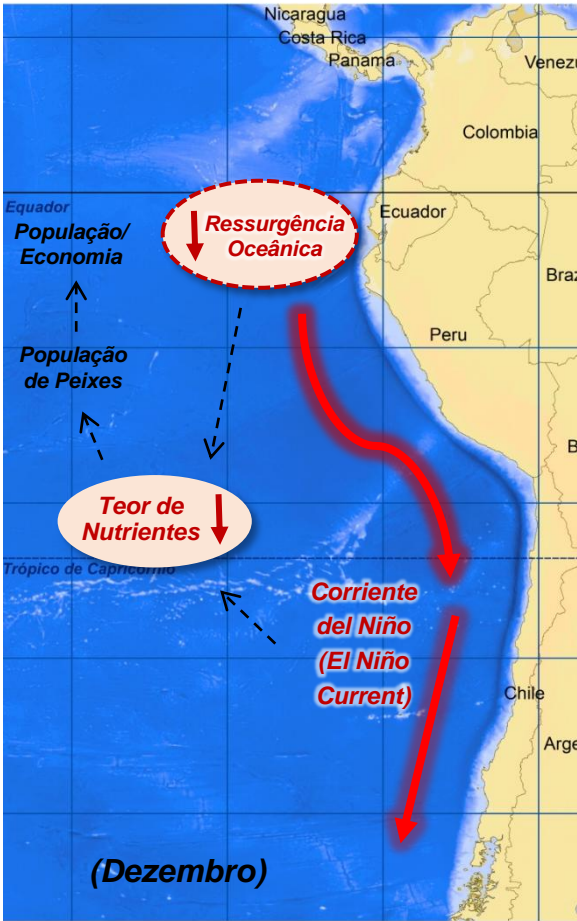 Nicaragua
Costa Rica
Panama
Venezu
Colombia
Equador
População/
Economia
Ressurgência
Oceânica
Ecuador
Braz
Peru
População
de Peixes
B
Teor de
Nutrientes
Trópico de Capricórnio
Corriente
del Niño
(El Niño
Current)
Chile
Arge
(Dezembro)